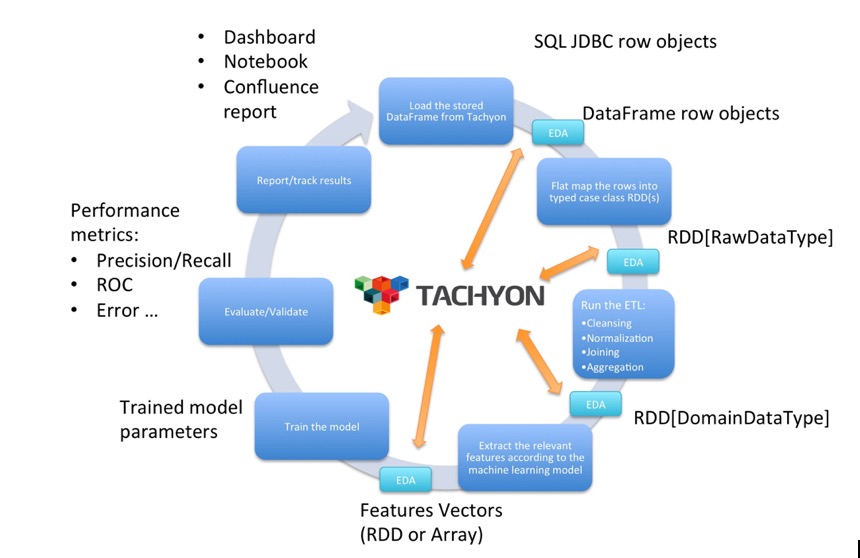 • Dashboard
• Notebook
• Confluence
report
SQL JDBC row objects
Load the stored
DataFrame from Tachyon
EDA
DataFrame row objects
Flat map the rows into
typed case class RDD(s)
RDD[RawDataType]
EDA
Run the ETL:
•Cleansing
•Normalization
•Joining
•Aggregation
EDA
RDD[DomainDataType]
Extract the relevant
features according to the
machine learning model
EDA
Features Vectors
(RDD or Array)
Train the model
Trained model
parameters
Evaluate/Validate
Performance
metrics:
• Precision/Recall
• ROC
• Error ...
Report/track results
TACHYON